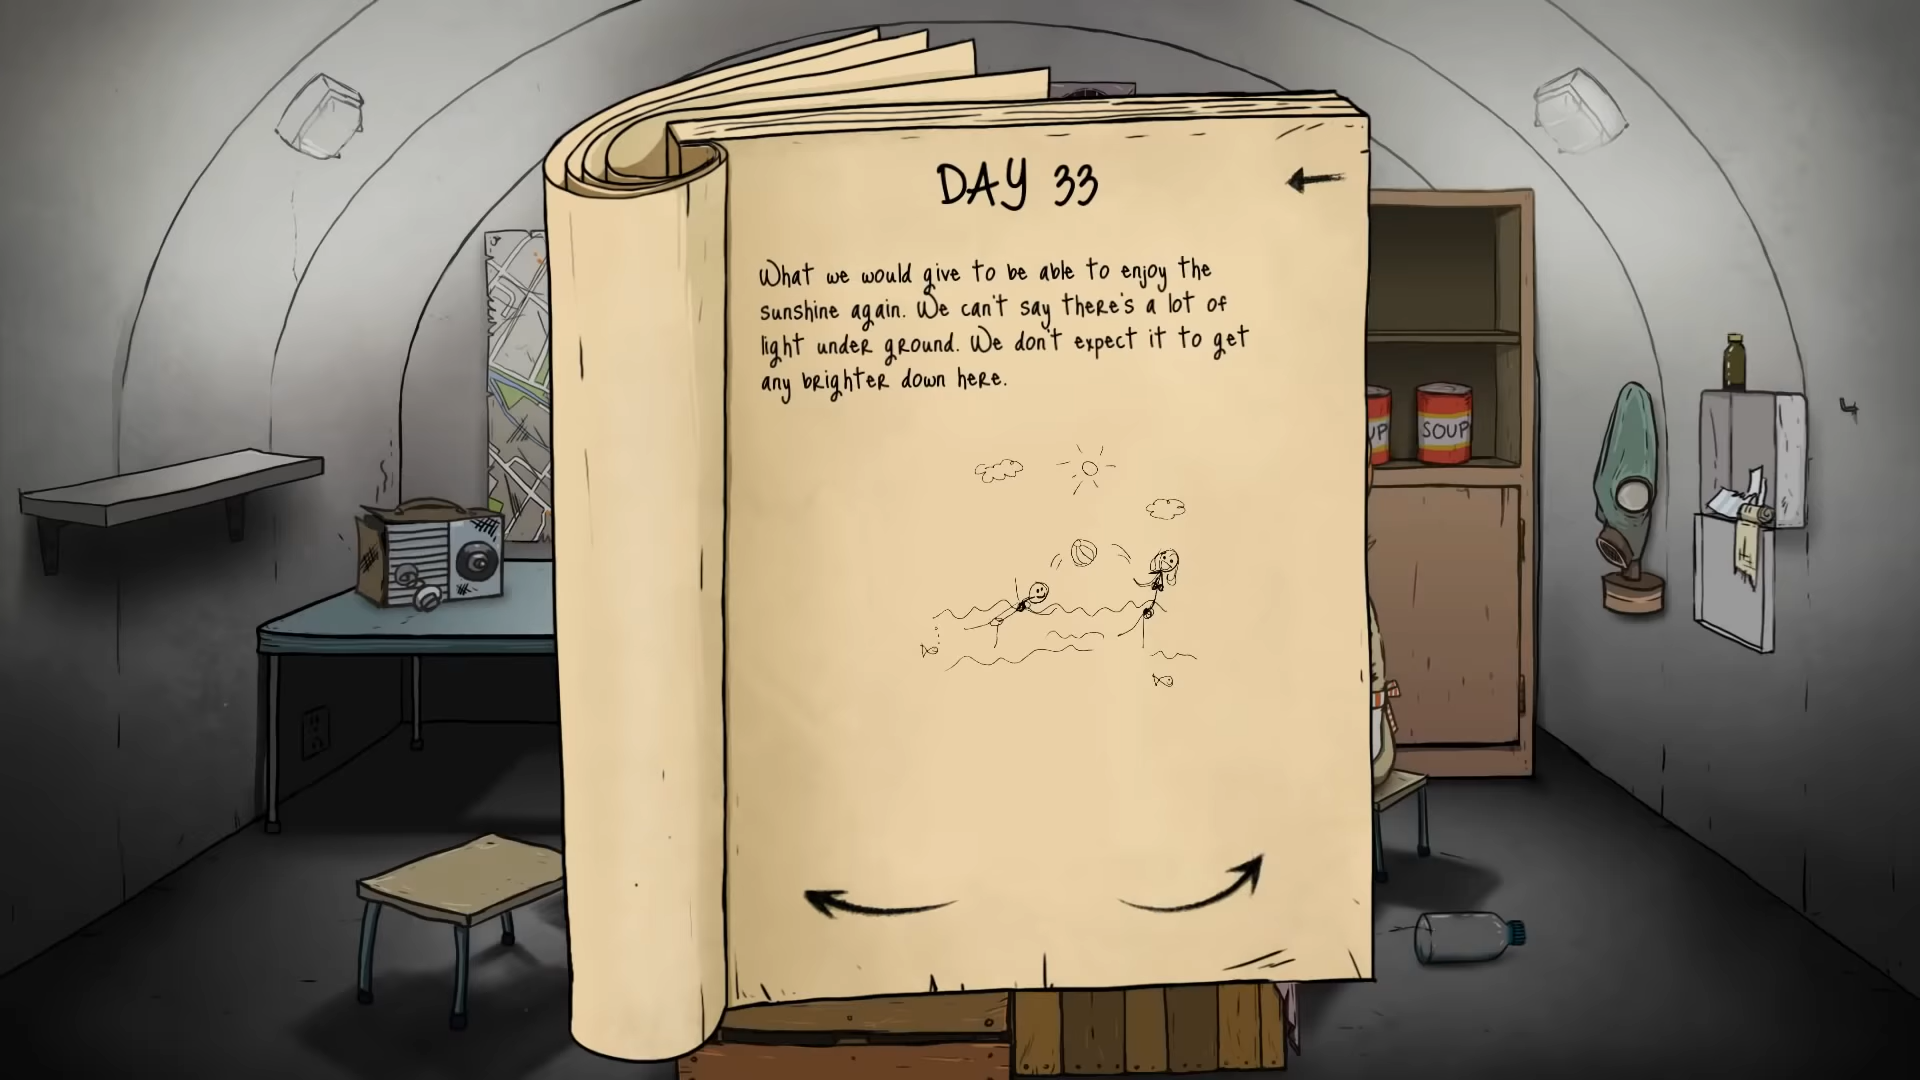 DAY 33
What we would give to be able to enjoy the
sunshine again. We can't say there's a lot of
light under ground. We don't expect it to get
any brighter down here.
UP
SOUP